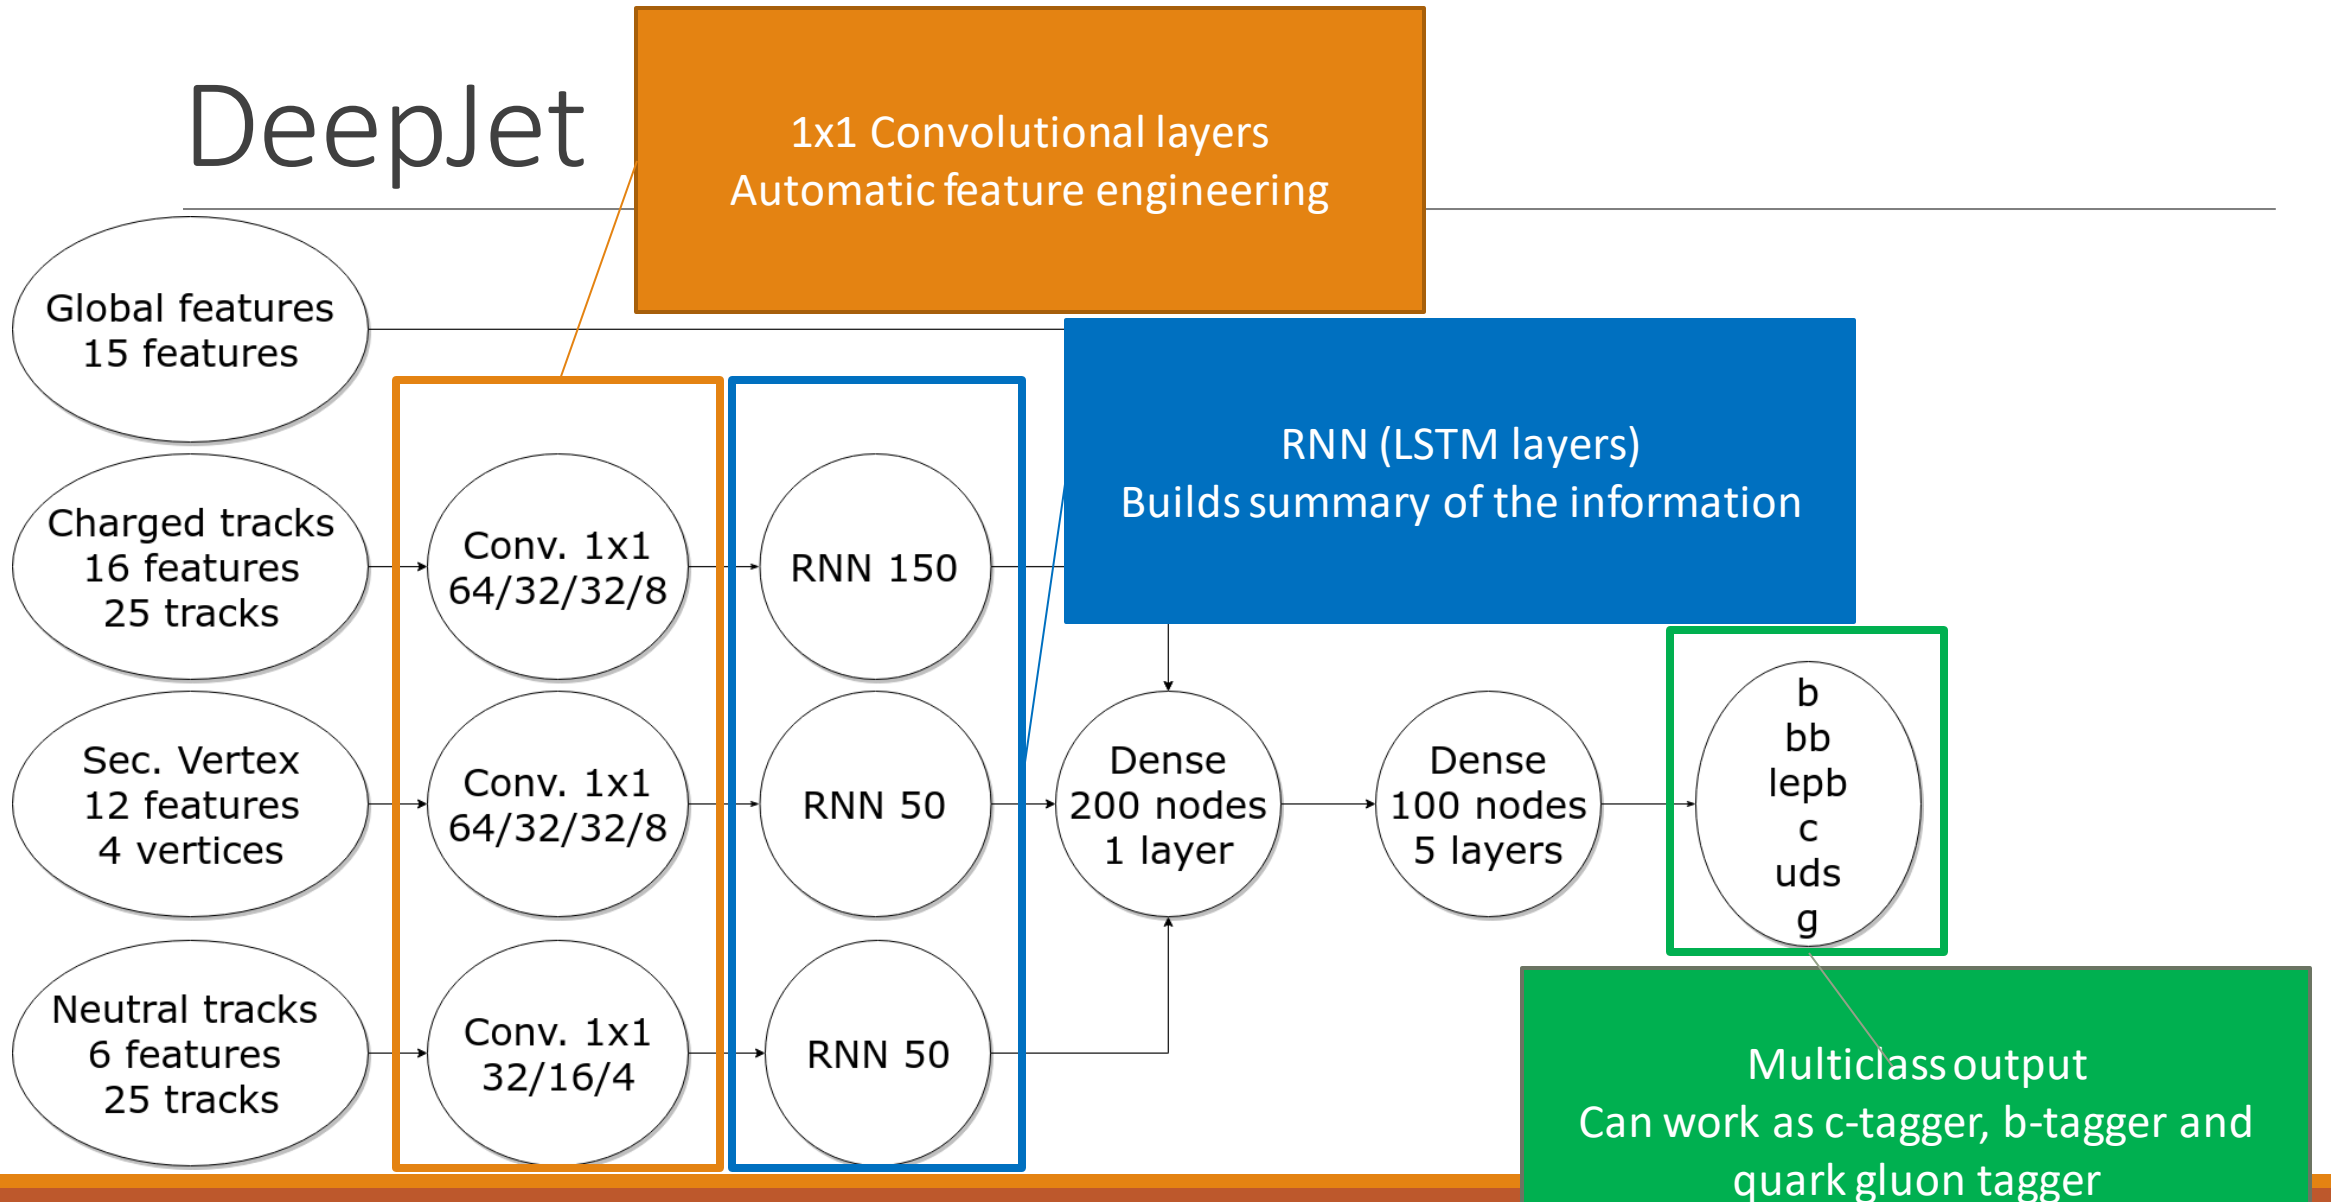 DeepJet
1x1 Convolutional layers
Automatic feature engineering
Global features
15 features
RNN (LSTM layers)
Builds summary of the information
Charged tracks
16 features
25 tracks
Conv. 1x1
64/32/32/8
RNN 150
Sec. Vertex
12 features
4 vertices
Conv. 1x1
64/32/32/8
RNN 50
Dense
200 nodes
1 layer
Dense
100 nodes
5 layers
b
bb
lepb
c
uds
g
Neutral tracks
6 features
25 tracks
Conv. 1x1
32/16/4
RNN 50
Multiclass output
Can work as c-tagger, b-tagger and
quark gluon tagger